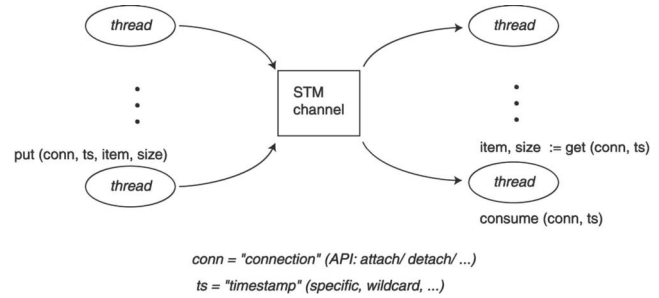 thread
thread
STM
channel
put (conn, ts, item, size)
item, size := get (conn, ts)
thread
thread
consume (conn, ts)
conn = "connection" (API: attach/ detach/ ...)
ts = "timestamp" (specific, wildcard, ...)